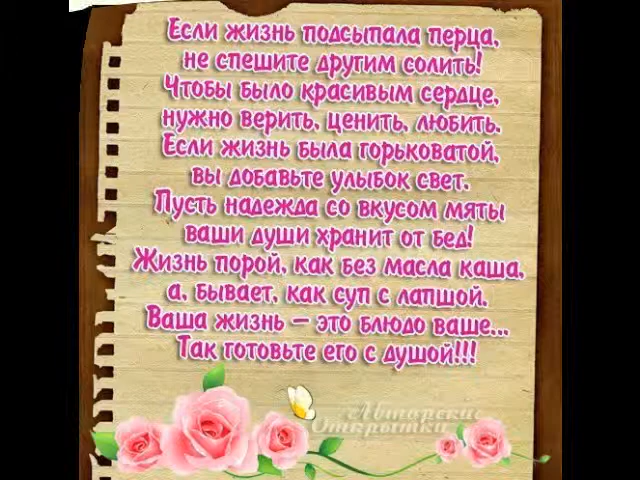 Если жизнь подсыпала перца,
не спешите другим солить!
Чтобы было красивым сердце,
нужно верить, ценить, любить.
Если жизнь была горьковатой,
вы добавьте улыбок свет.
Пусть надежда со вкусом мяты
ваши души хранит от бед!
Жизнь порой, как без масла каша,
а, бывает, как суп с лапшой.
Ваша жизнь – это блюдо ваше...
Так готовьте его с душой!!!
Авторские
Открытки